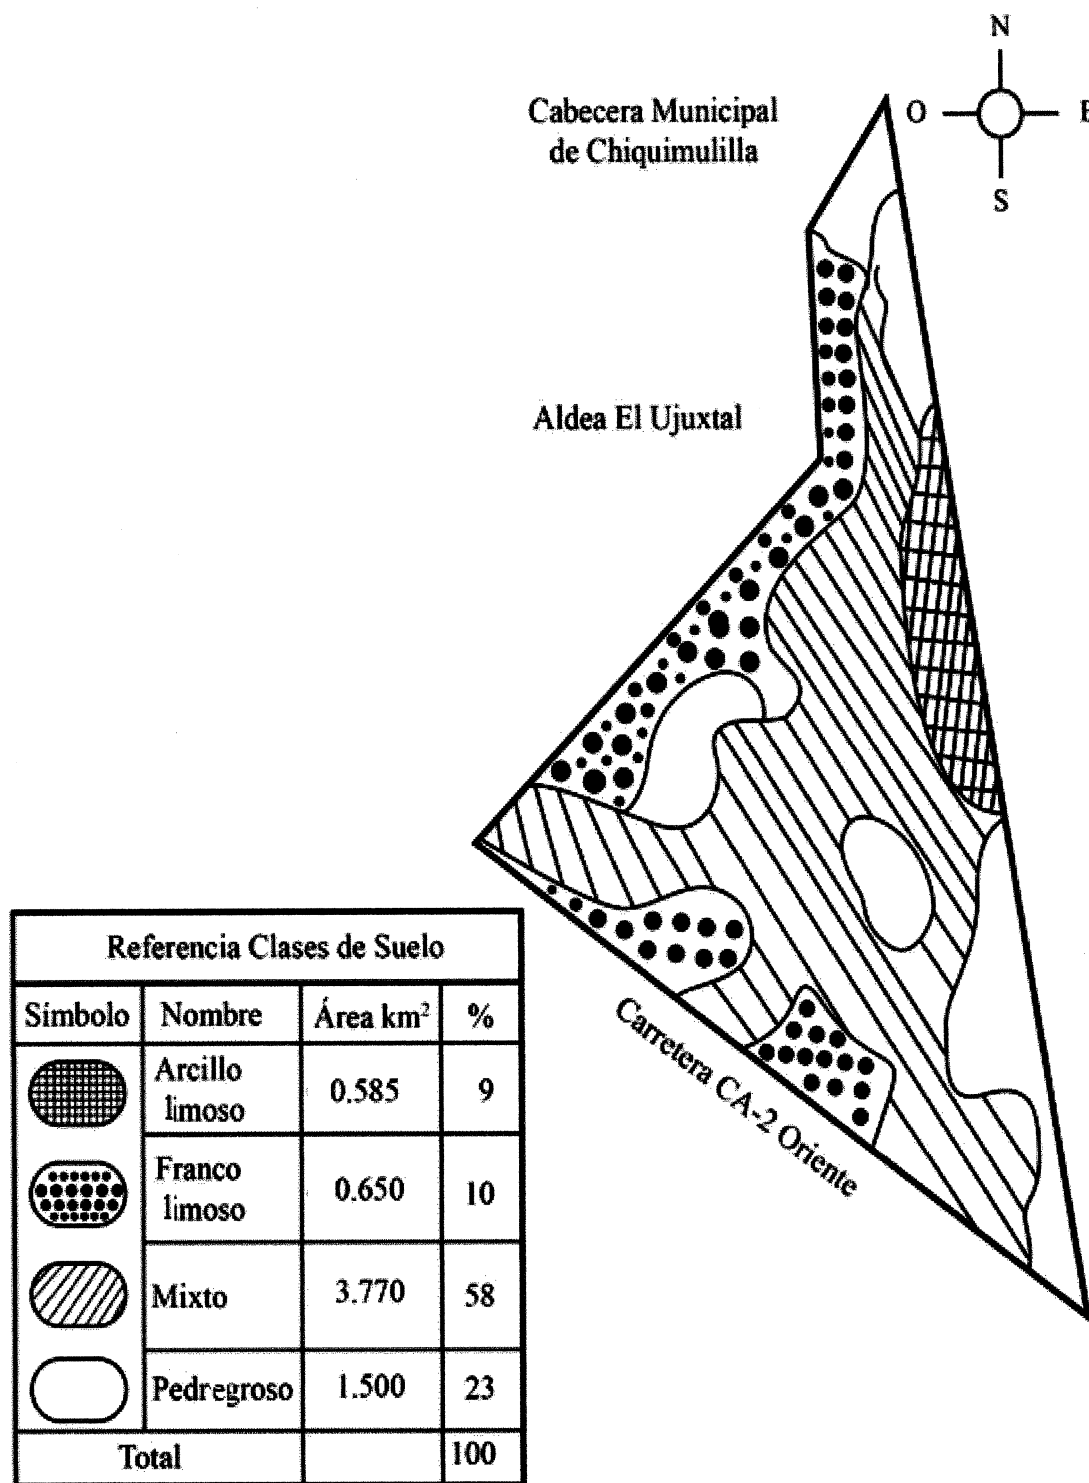 N
Cabecera Municipal
de Chiquimulilla
O
E
S
Aldea El Ujuxtal
Carretera CA-2 Oriente
Referencia Clases de Suelo
Símbolo Nombre Área km² %
Arcillo
limoso 0.585 9
Franco
limoso 0.650 10
Mixto 3.770 58
Pedregroso 1.500 23
Total 100